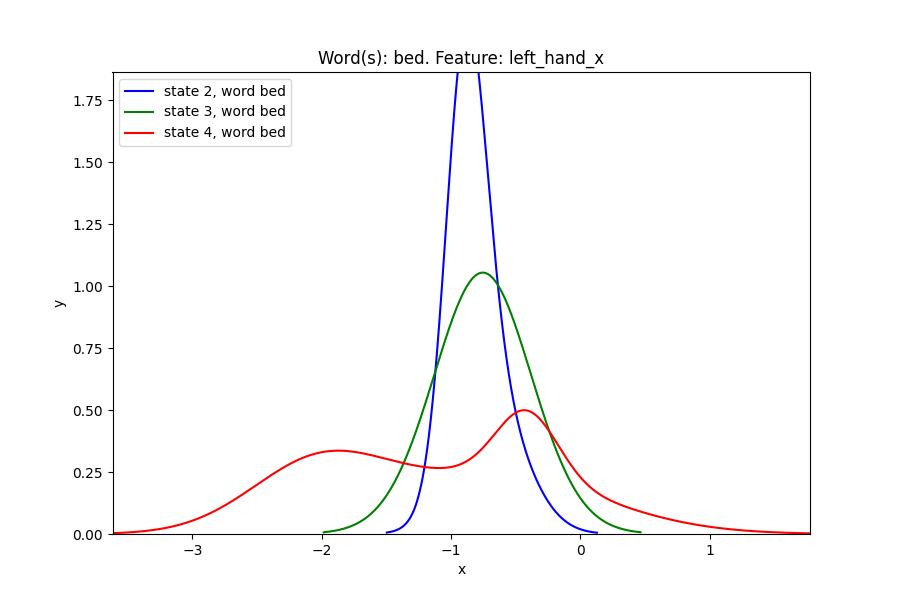 Word(s): bed. Feature: left_hand_x
state 2, word bed
state 3, word bed
state 4, word bed
1.75
1.50
1.25
1.00
0.75
0.50
0.25
0.00
y
−3 −2 −1 0 1
x